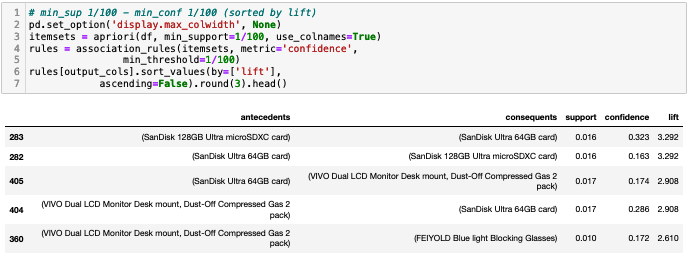 1 # min_sup 1/100 - min_conf 1/100 (sorted by lift)
2 pd.set_option('display.max_colwidth', None)
3 itemsets = apriori(df, min_support=1/100, use_colnames=True)
4 rules = association_rules(itemsets, metric='confidence',
5                 min_threshold=1/100)
6 rules[output_cols].sort_values(by=['lift'],
7             ascending=False).round(3).head()
antecedents consequents support confidence lift
283 (SanDisk 128GB Ultra microSDXC card) (SanDisk Ultra 64GB card) 0.016 0.323 3.292
282 (SanDisk Ultra 64GB card) (SanDisk 128GB Ultra microSDXC card) 0.016 0.163 3.292
405 (SanDisk Ultra 64GB card) (VIVO Dual LCD Monitor Desk mount, Dust-Off Compressed Gas 2
pack) 0.017 0.174 2.908
404 (VIVO Dual LCD Monitor Desk mount, Dust-Off Compressed Gas 2
pack) (SanDisk Ultra 64GB card) 0.017 0.286 2.908
360 (VIVO Dual LCD Monitor Desk mount, Dust-Off Compressed Gas 2
pack) (FEIYOLD Blue light Blocking Glasses) 0.010 0.172 2.610